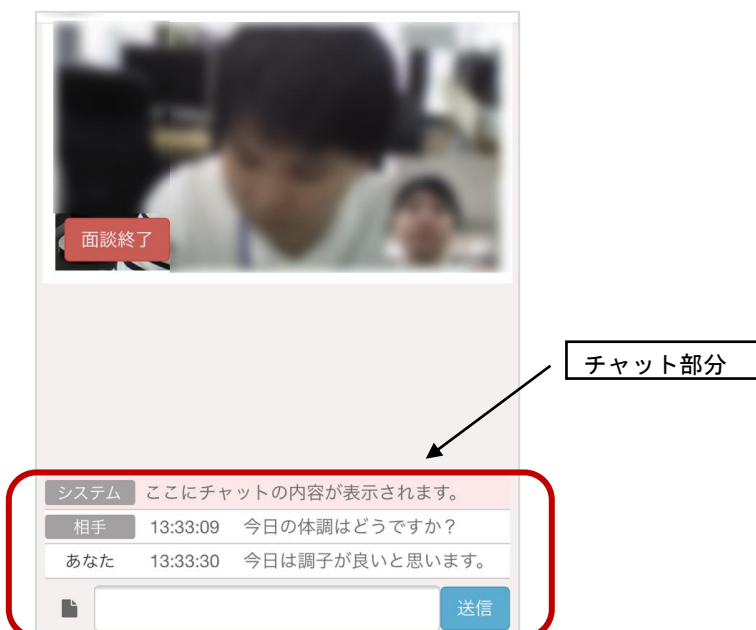 面談終了
チャット部分
システム ここにチャットの内容が表示されます。
相手 13:33:09 今日の体調はどうですか？
あなた 13:33:30 今日は調子が良いと思います。
送信